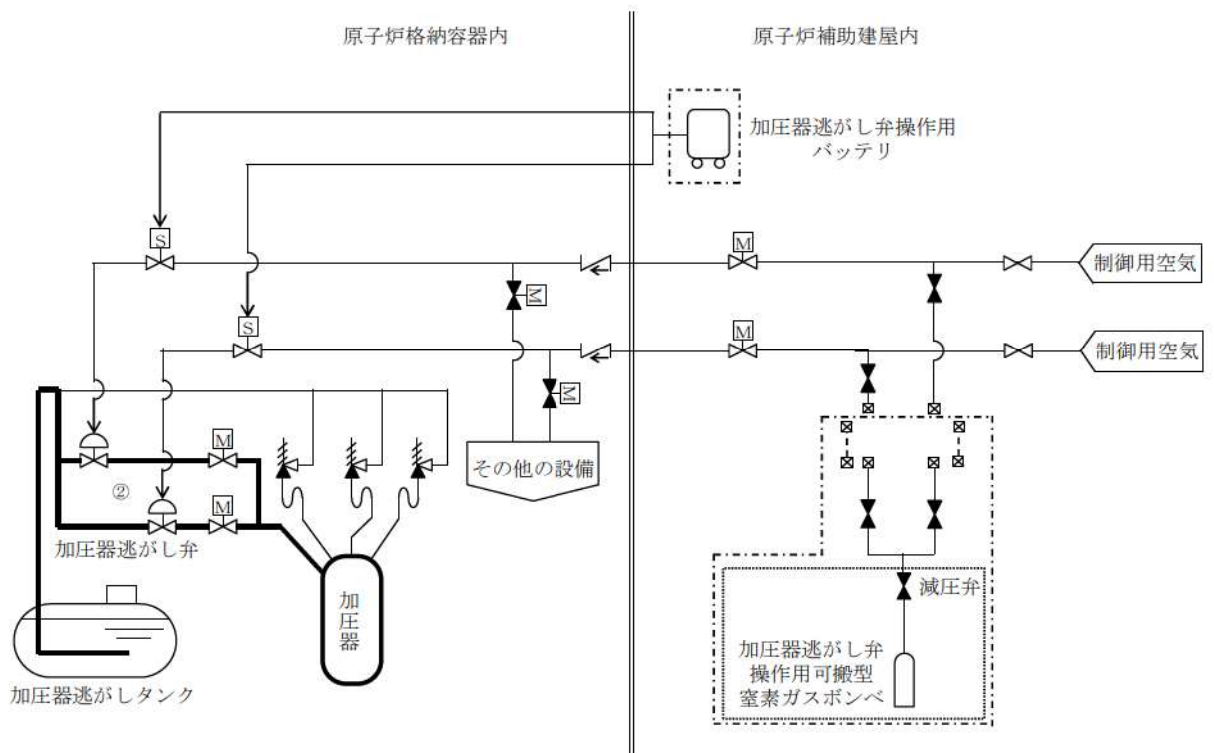 原子炉格納容器内
原子炉補助建屋内
加圧器逃がし弁操作用
バッテリ
S
M
制御用空気
M
S
M
制御用空気
M
M
その他の設備
②
M
加圧器逃がし弁
減圧弁
加圧器
加圧器逃がし弁
操作用可搬型
窒素ガスボンベ
加圧器逃がしタンク